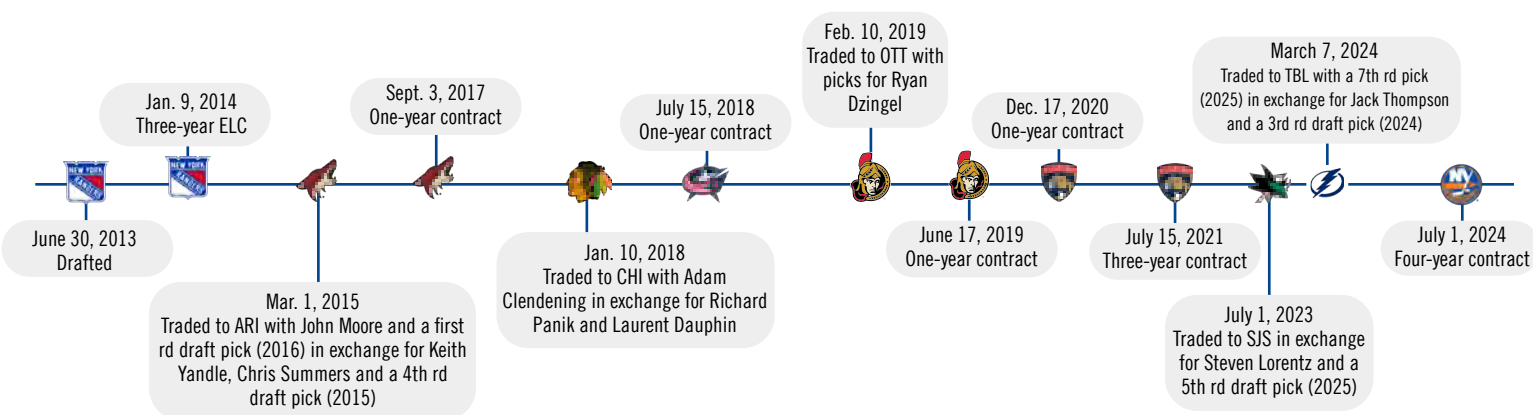 June 30, 2013
Drafted
Jan. 9, 2014
Three-year ELC
Mar. 1, 2015
Traded to ARI with John Moore and a first
rd draft pick (2016) in exchange for Keith
Yandle, Chris Summers and a 4th rd
draft pick (2015)
Sept. 3, 2017
One-year contract
Jan. 10, 2018
Traded to CHI with Adam
Clendening in exchange for Richard
Panik and Laurent Dauphin
July 15, 2018
One-year contract
Feb. 10, 2019
Traded to OTT with
picks for Ryan
Dzingel
June 17, 2019
One-year contract
Dec. 17, 2020
One-year contract
July 15, 2021
Three-year contract
July 1, 2023
Traded to SJS in exchange
for Steven Lorentz and a
5th rd draft pick (2025)
March 7, 2024
Traded to TBL with a 7th rd pick
(2025) in exchange for Jack Thompson
and a 3rd rd draft pick (2024)
July 1, 2024
Four-year contract
NEW YORK
RANGERS
NEW YORK
RANGERS
NY